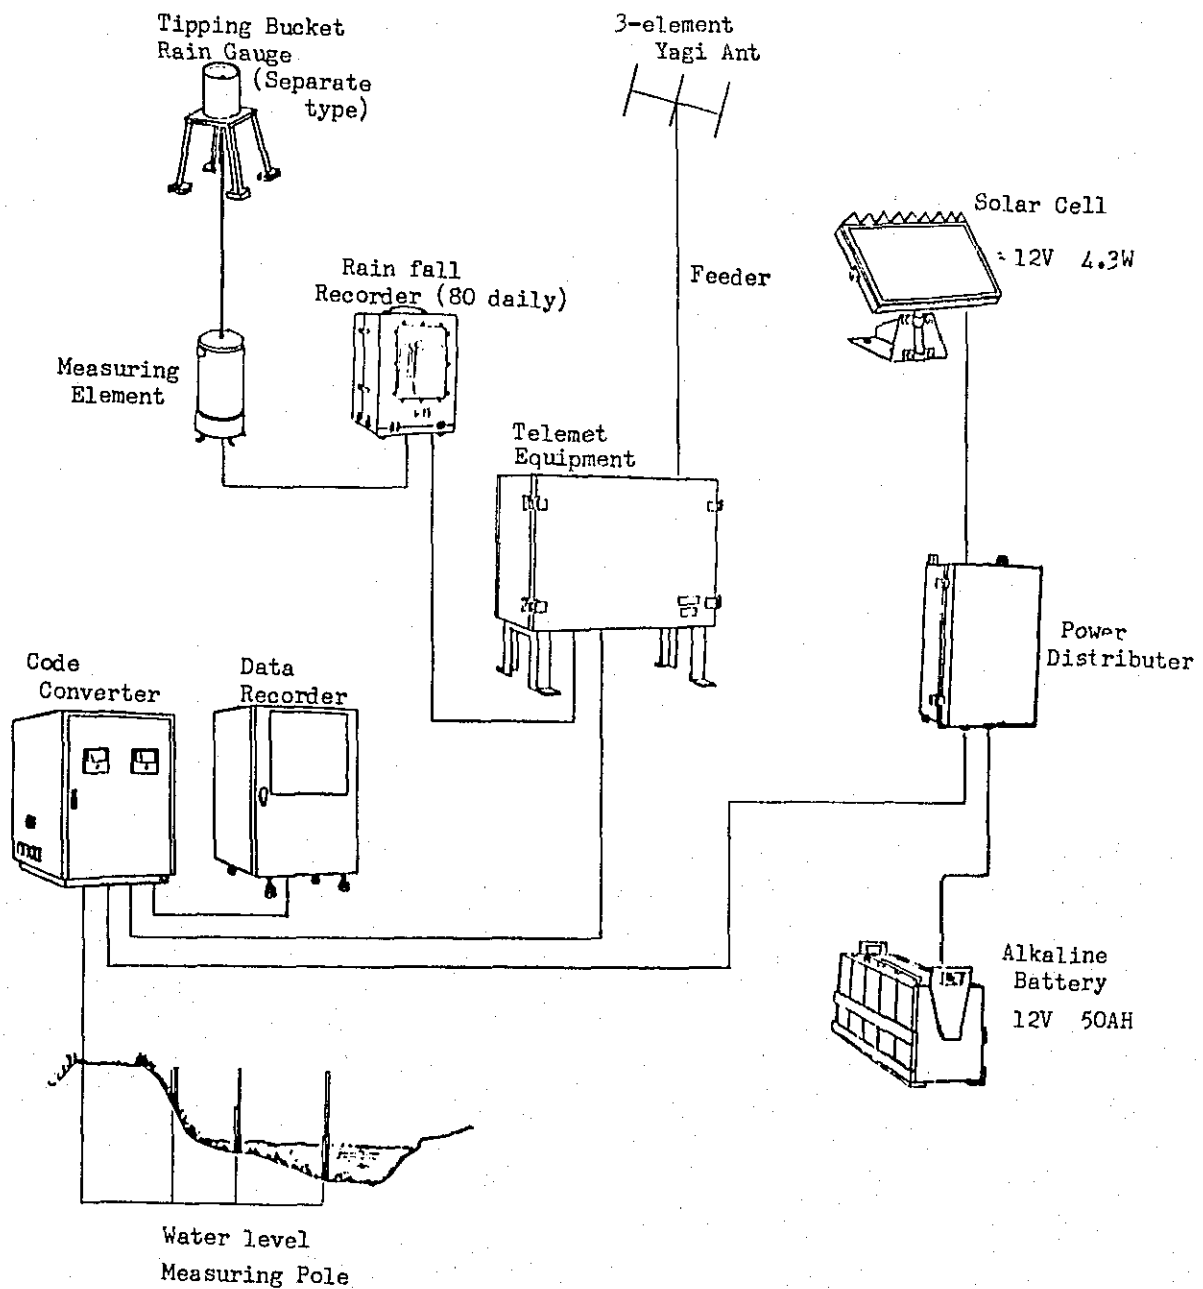 Tipping Bucket
Rain Gauge
(Separate
type)
3-element
Yagi Ant
Solar Cell
12V 4.3W
Rain fall
Recorder (80 daily)
Feeder
Measuring
Element
Telemet
Equipment
Power
Distributer
Code
Converter
Data
Recorder
Alkaline
Battery
12V 50AH
Water level
Measuring Pole